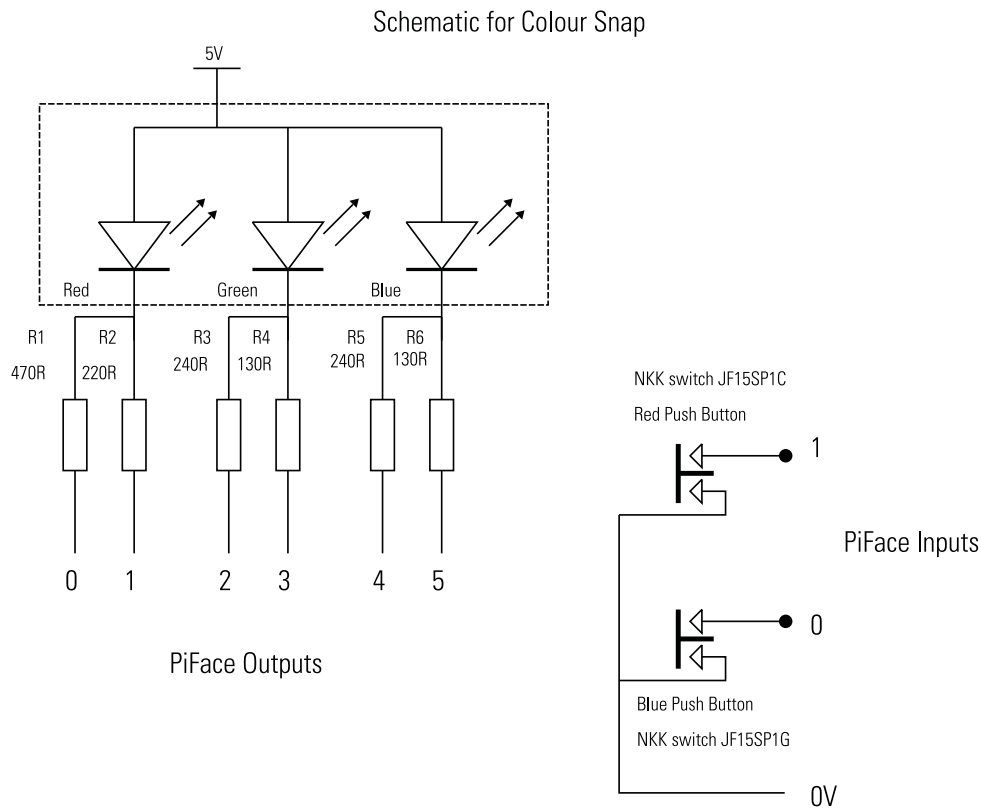 Schematic for Colour Snap
5V
Red
Green
Blue
R1
R2
R3
R4
R5
R6
470R
220R
240R
130R
240R
130R
0
1
2
3
4
5
PiFace Outputs
NKK switch JF15SP1C
Red Push Button
1
PiFace Inputs
0
Blue Push Button
NKK switch JF15SP1G
0V